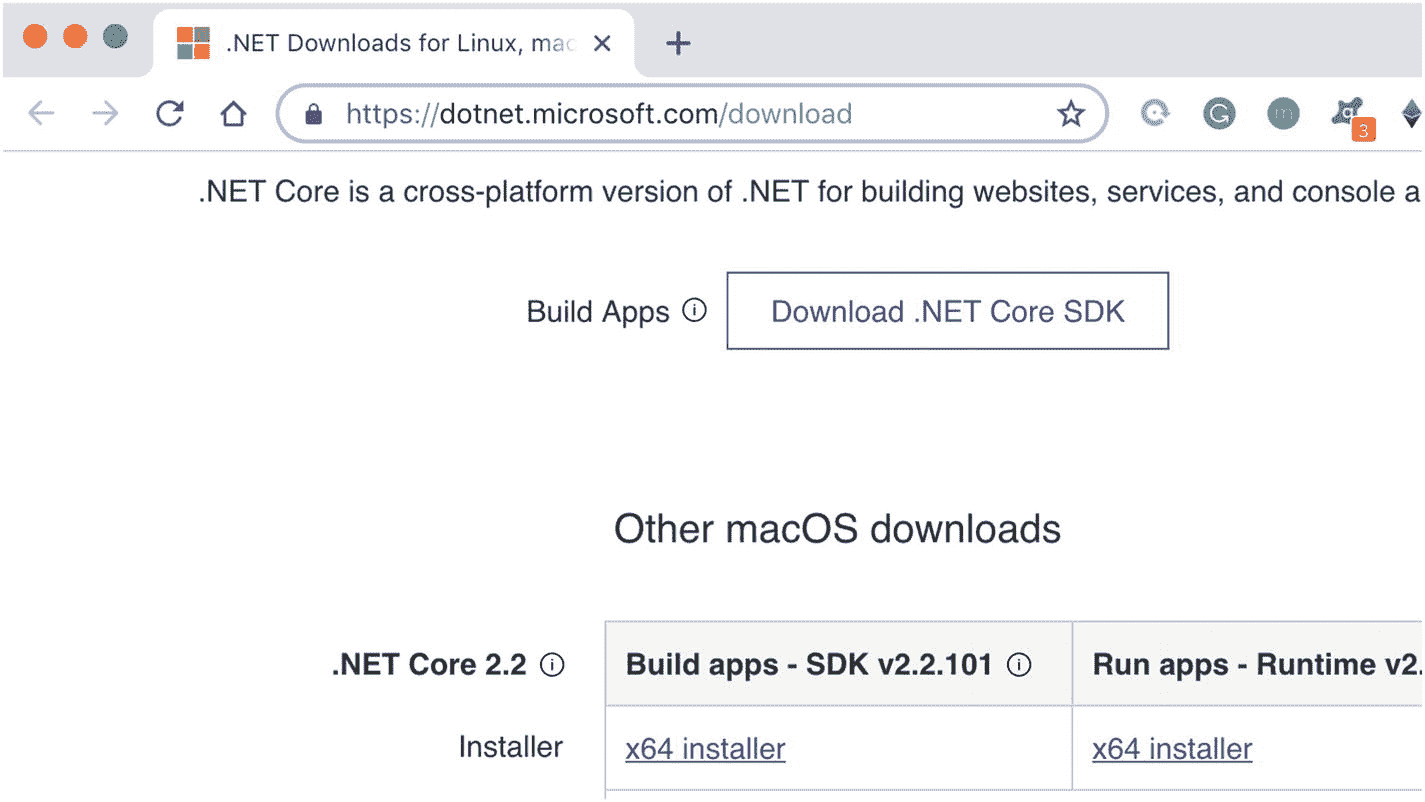 .NET Downloads for Linux, mac
https://dotnet.microsoft.com/download
3
.NET Core is a cross-platform version of .NET for building websites, services, and console a
Build Apps
Download .NET Core SDK
Other macOS downloads
.NET Core 2.2
Build apps - SDK v2.2.101
Run apps - Runtime v2.
Installer
x64 installer
x64 installer